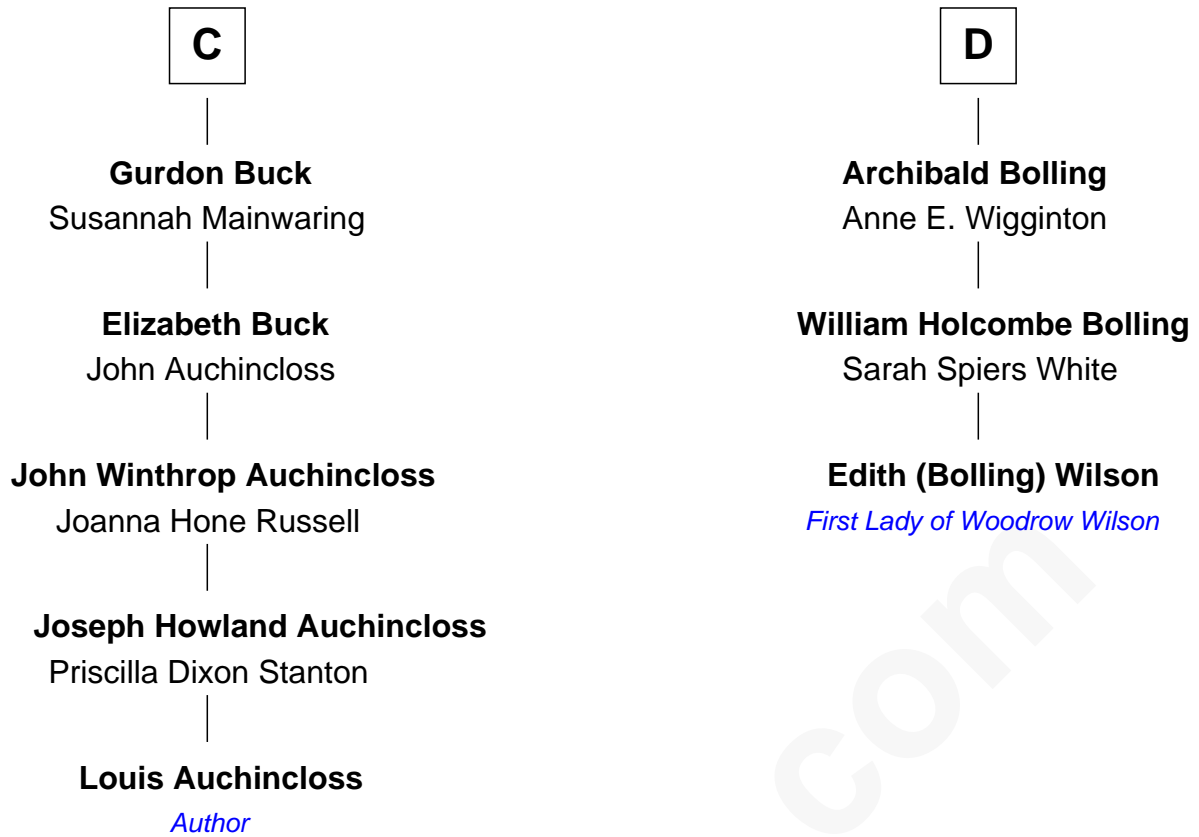 C
Gurdon Buck
Susannah Mainwaring
Elizabeth Buck
John Auchincloss
John Winthrop Auchincloss
Joanna Hone Russell
Joseph Howland Auchincloss
Priscilla Dixon Stanton
Louis Auchincloss
Author
D
Archibald Bolling
Anne E. Wigginton
William Holcombe Bolling
Sarah Spiers White
Edith (Bolling) Wilson
First Lady of Woodrow Wilson
com